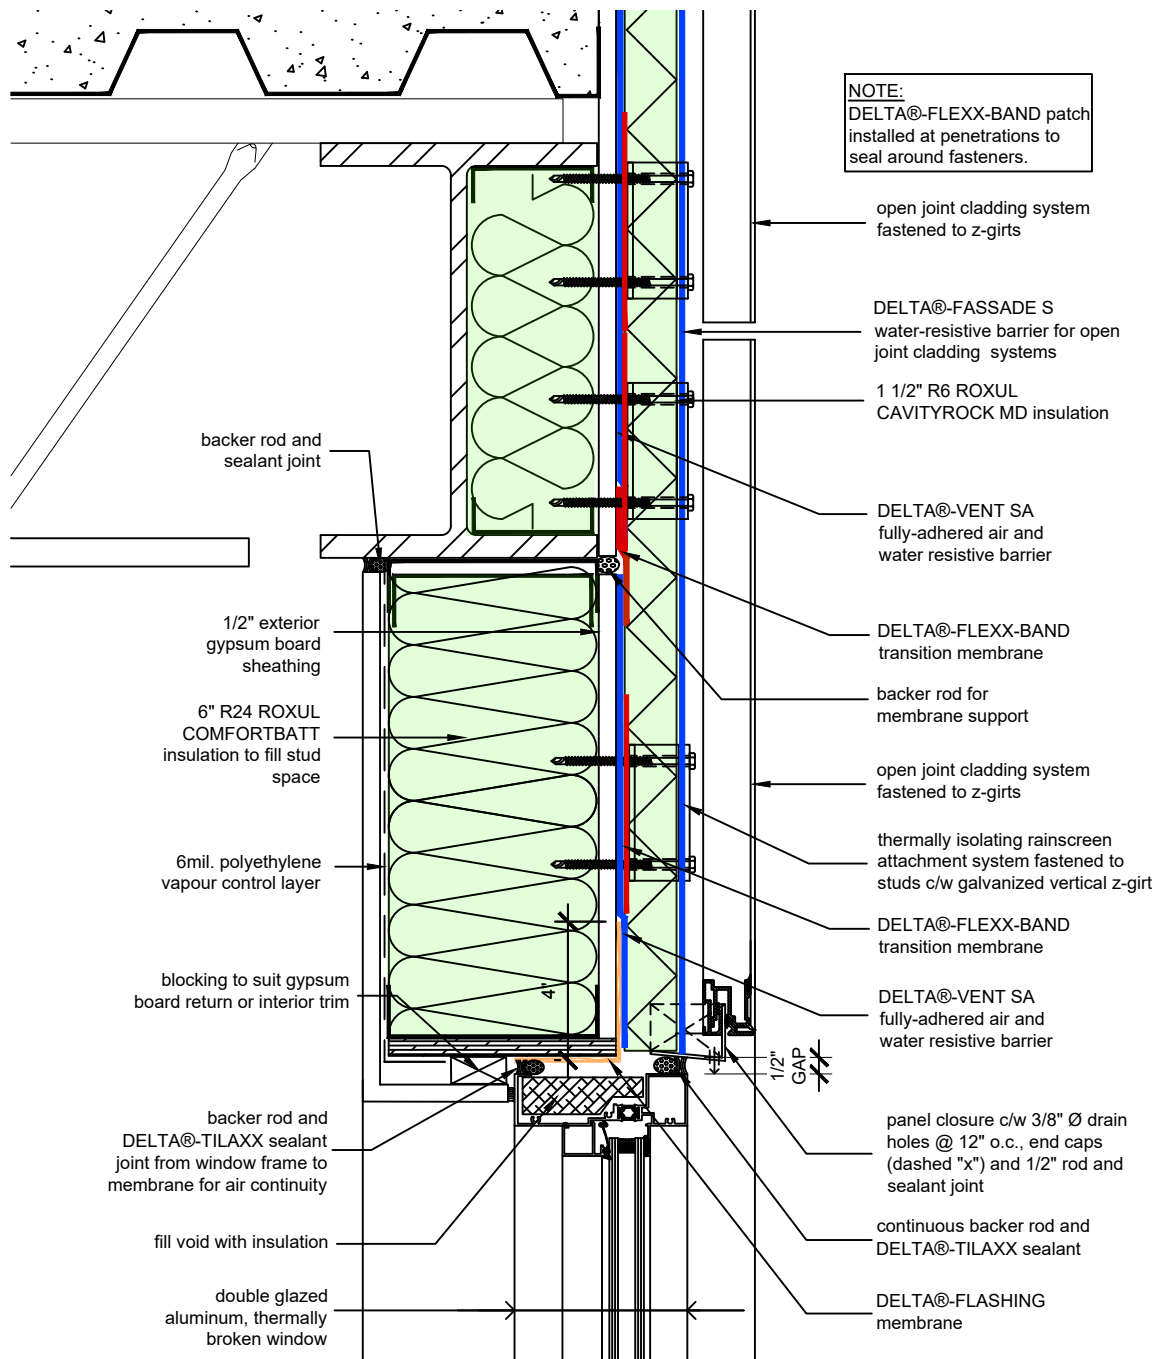 NOTE:
DELTA®-FLEXX-BAND patch
installed at penetrations to
seal around fasteners.
open joint cladding system
fastened to z-girts
DELTA®-FASSADE S
water-resistive barrier for open
joint cladding systems
1 1/2" R6 ROXUL
CAVITYROCK MD insulation
backer rod and
sealant joint
DELTA®-VENT SA
fully-adhered air and
water resistive barrier
1/2" exterior
gypsum board
sheathing
DELTA®-FLEXX-BAND
transition membrane
backer rod for
membrane support
6" R24 ROXUL
COMFORTBATT
insulation to fill stud
space
open joint cladding system
fastened to z-girts
thermally isolating rainscreen
attachment system fastened to
studs c/w galvanized vertical z-girt
6mil. polyethylene
vapour control layer
DELTA®-FLEXX-BAND
transition membrane
blocking to suit gypsum
board return or interior trim
4"
DELTA®-VENT SA
fully-adhered air and
water resistive barrier
1/2"
GAP
backer rod and
DELTA®-TILAXX sealant
joint from window frame to
membrane for air continuity
panel closure c/w 3/8" Ø drain
holes @ 12" o.c., end caps
(dashed "x") and 1/2" rod and
sealant joint
fill void with insulation
continuous backer rod and
DELTA®-TILAXX sealant
double glazed
aluminum, thermally
broken window
DELTA®-FLASHING
membrane